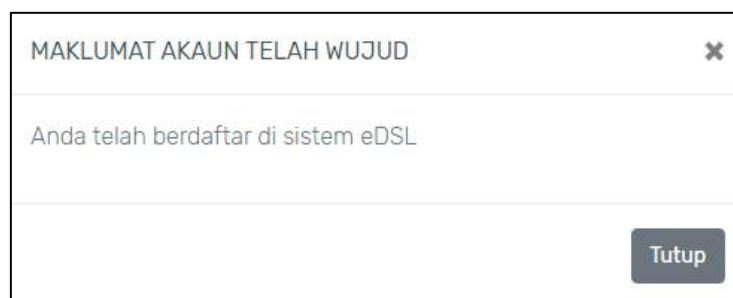 MAKLUMAT AKAUN TELAH WUJUD
Anda telah berdaftar di sistem eDSL
Tutup